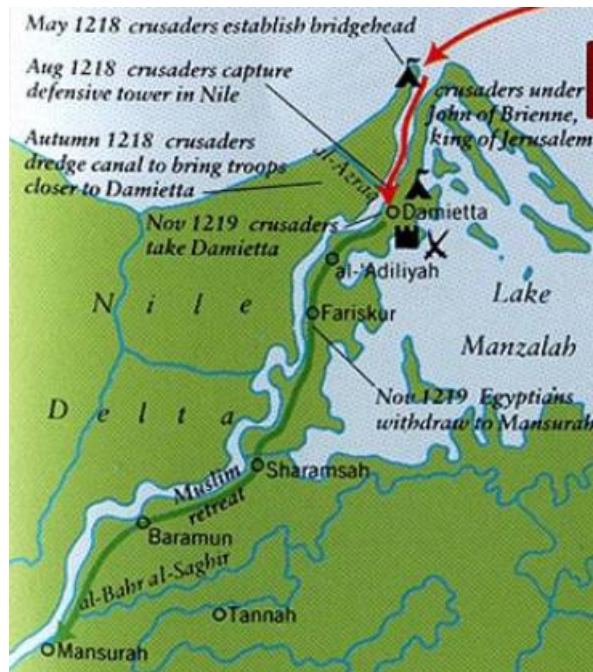 May 1218 crusaders establish bridgehead
Aug 1218 crusaders capture
defensive tower in Nile
crusaders under
John of Brienne,
king of Jerusalem
Autumn 1218 crusaders
dredge canal to bring troops
closer to Damietta
al-Azraq
Nov 1219 crusaders
take Damietta
Damietta
al-'Adiliyah
Lake
Manzalah
Nile
Fariskur
Nov 1219 Egyptians
withdraw to Mansurah
Delta
Sharamsah
Muslim
retreat
Baramun
al-Bahr al-Saghir
Tannah
Mansurah